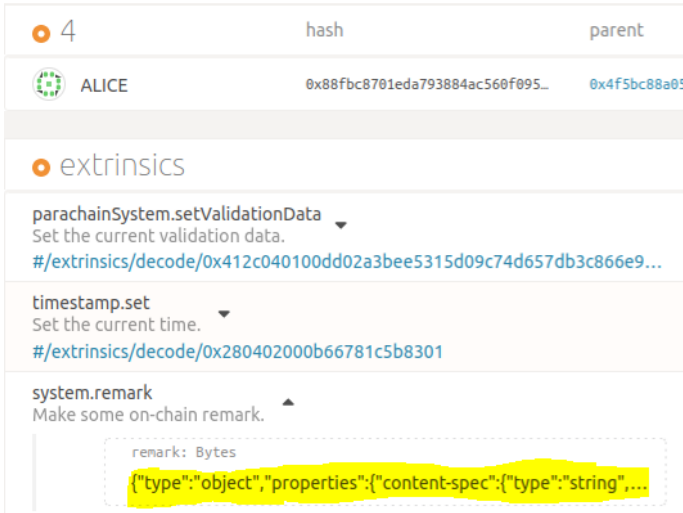 4 hash parent
ALICE 0x88fbc8701eda793884ac560f095… 0x4f5bc88a05
extrinsics
parachainSystem.setValidationData
Set the current validation data.
#/extrinsics/decode/0x412c040100dd02a3bee5315d09c74d657db3c866e9…
timestamp.set
Set the current time.
#/extrinsics/decode/0x280402000b66781c5b8301
system.remark
Make some on-chain remark.
remark: Bytes
{"type":"object","properties":{"content-spec":{"type":"string",…